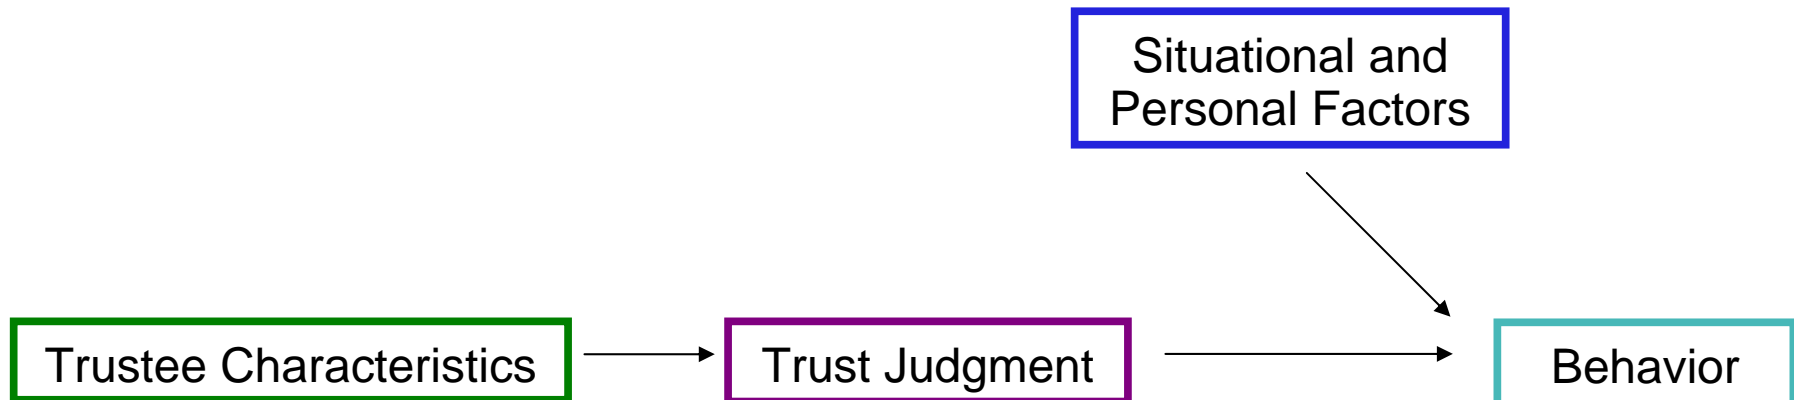 Situational and
Personal Factors
Trustee Characteristics
Trust Judgment
Behavior